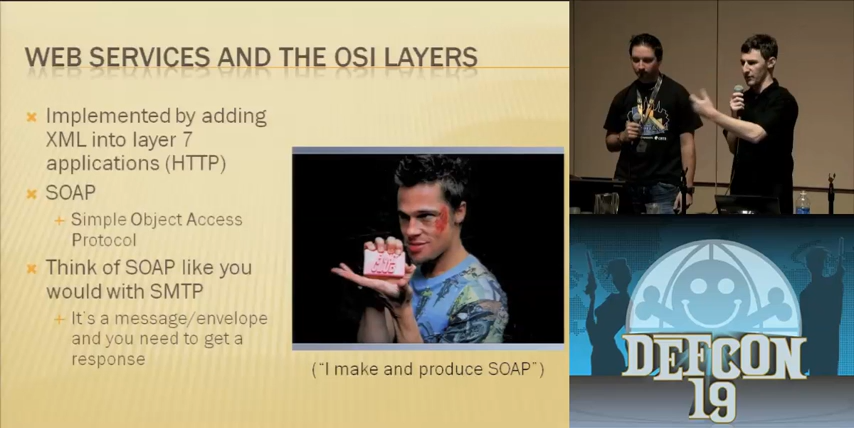 WEB SERVICES AND THE OSI LAYERS
Implemented by adding
XML into layer 7
applications (HTTP)
SOAP
Simple Object Access
Protocol
Think of SOAP like you
would with SMTP
It's a message/envelope
and you need to get a
response
("I make and produce SOAP")
DEFCON
19